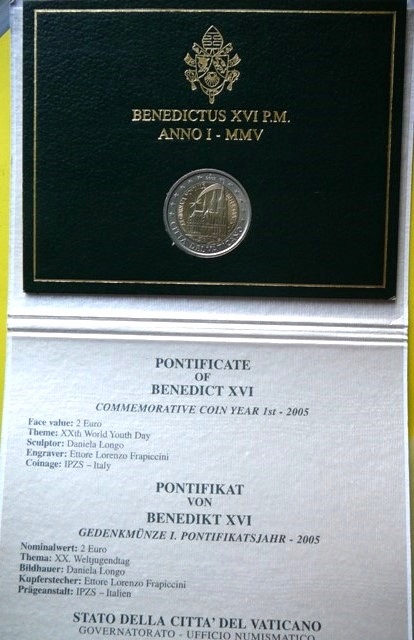 BENEDICTUS XVI P.M.
ANNO I - MMV
CITTA' DEL VATICANO
PONTIFICATE
OF
BENEDICT XVI
COMMEMORATIVE COIN YEAR 1st - 2005
Face value: 2 Euro
Theme: XXth World Youth Day
Sculptor: Daniela Longo
Engraver: Ettore Lorenzo Frapiccini
Coinage: IPZS – Italy
PONTIFIKAT
VON
BENEDIKT XVI
GEDENKMÜNZE I. PONTIFIKATSJAHR - 2005
Nominalwert: 2 Euro
Thema: XX. Weltjugendtag
Bildhauer: Daniela Longo
Kupferstecher: Ettore Lorenzo Frapiccini
Prägeanstalt: IPZS – Italien
STATO DELLA CITTA' DEL VATICANO
GOVERNATORATO - UFFICIO NUMISMATICO